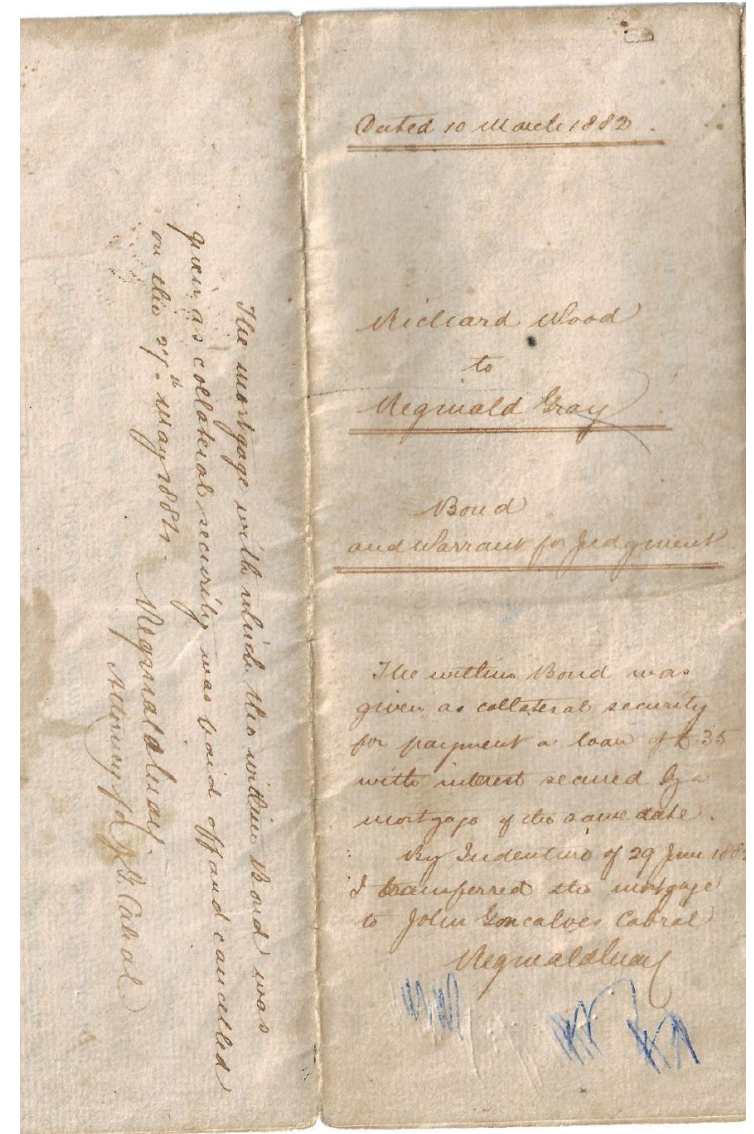 Dated 10 March 1882.
Richard Wood
to
Reginald Gray
Bond
and Warrant for Judgment
The within Bond was
given as collateral security
for payment a loan of £.35
with interest secured by a
mortgage of the same date.
By Indenture of 29 June 188
I transferred the mortgage
to John Goncalves Cabral
Reginald Gray
The mortgage with which the within Bond was
given as collateral security was paid off and cancelled
on the 27th May 1884.
Reginald Gray
Attorney for J. G. Cabral